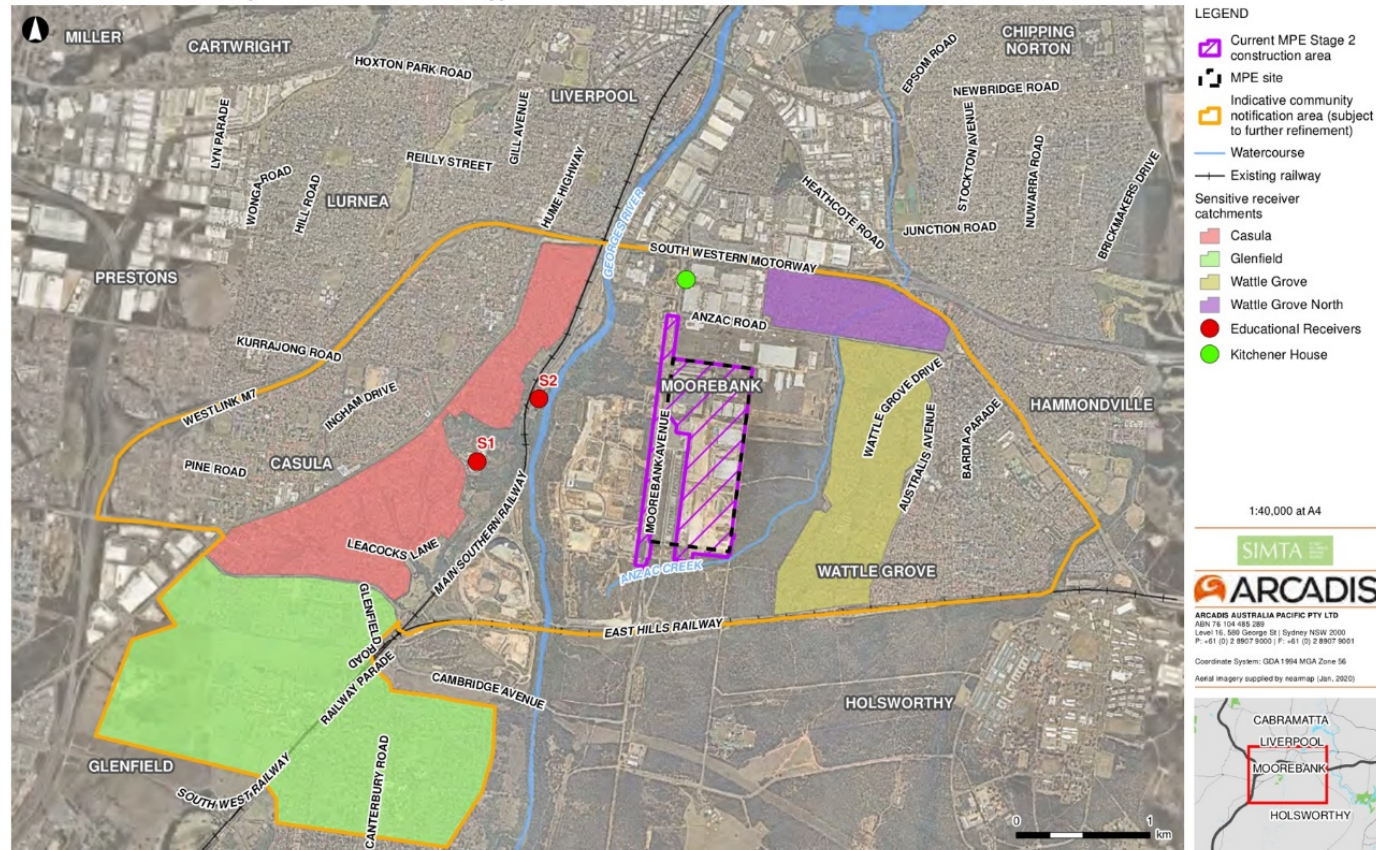 MILLER
CARTWRIGHT
HOXTON PARK ROAD
LIVERPOOL
CHIPPING
NORTON
EPSOM ROAD
NEWBRIDGE ROAD
LYN PARADE
GILL AVENUE
REILLY STREET
HUME HIGHWAY
WONGA ROAD
HILL ROAD
LURNEA
GEORGES RIVER
HEATHCOTE ROAD
STOCKTON AVENUE
NUWARRA ROAD
BRICKMAKERS DRIVE
JUNCTION ROAD
PRESTONS
SOUTH WESTERN MOTORWAY
ANZAC ROAD
KURRAJONG ROAD
WESTLINK M7
INGHAM DRIVE
S2
MOOREBANK
WATTLE GROVE DRIVE
HAMMONDVILLE
AUSTRALIS AVENUE
BARDIA PARADE
MOOREBANK AVENUE
PINE ROAD
CASULA
S1
LEACOCKS LANE
MAIN SOUTHERN RAILWAY
ANZAC CREEK
WATTLE GROVE
GLENFIELD ROAD
EAST HILLS RAILWAY
RAILWAY PARADE
CAMBRIDGE AVENUE
HOLSWORTHY
GLENFIELD
SOUTH WEST RAILWAY
CANTERBURY ROAD
0 1
km
LEGEND
Current MPE Stage 2
construction area
MPE site
Indicative community
notification area (subject
to further refinement)
Watercourse
Existing railway
Sensitive receiver
catchments
Casula
Glenfield
Wattle Grove
Wattle Grove North
Educational Receivers
Kitchener House
1:40,000 at A4
SIMTA
ARCADIS
ARCADIS AUSTRALIA PACIFIC PTY LTD
ABN 76 104 485 289
Level 16, 580 George St | Sydney NSW 2000
P: +61 (0) 2 8907 9000 | F: +61 (0) 2 8907 9001
Coordinate System: GDA 1994 MGA Zone 56
Aerial imagery supplied by nearmap (Jan, 2020)
CABRAMATTA
LIVERPOOL
MOOREBANK
HOLSWORTHY